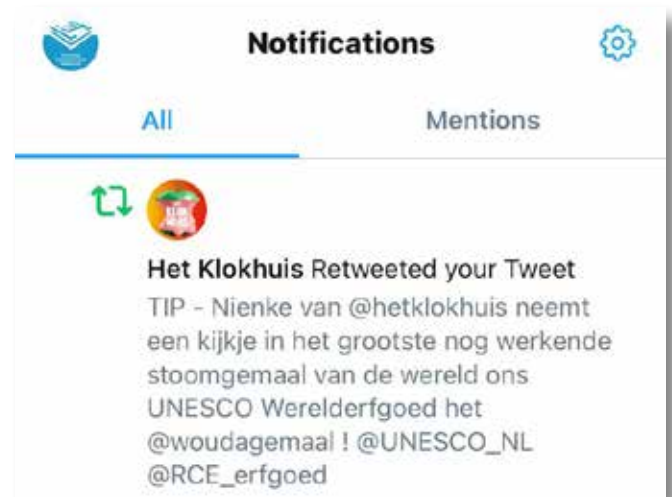 Notifications
All Mentions
Het Klokhuis Retweeted your Tweet
TIP - Nienke van @hetklokhuis neemt
een kijkje in het grootste nog werkende
stoomgemaal van de wereld ons
UNESCO Werelderfgoed het
@woudagemaal ! @UNESCO_NL
@RCE_erfgoed